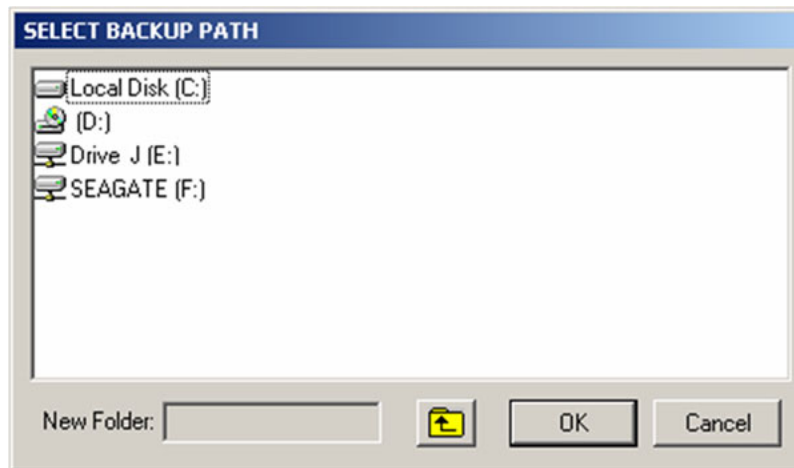 SELECT BACKUP PATH
Local Disk (C:)
(D:)
Drive J (E:)
SEAGATE (F:)
New Folder:
OK
Cancel